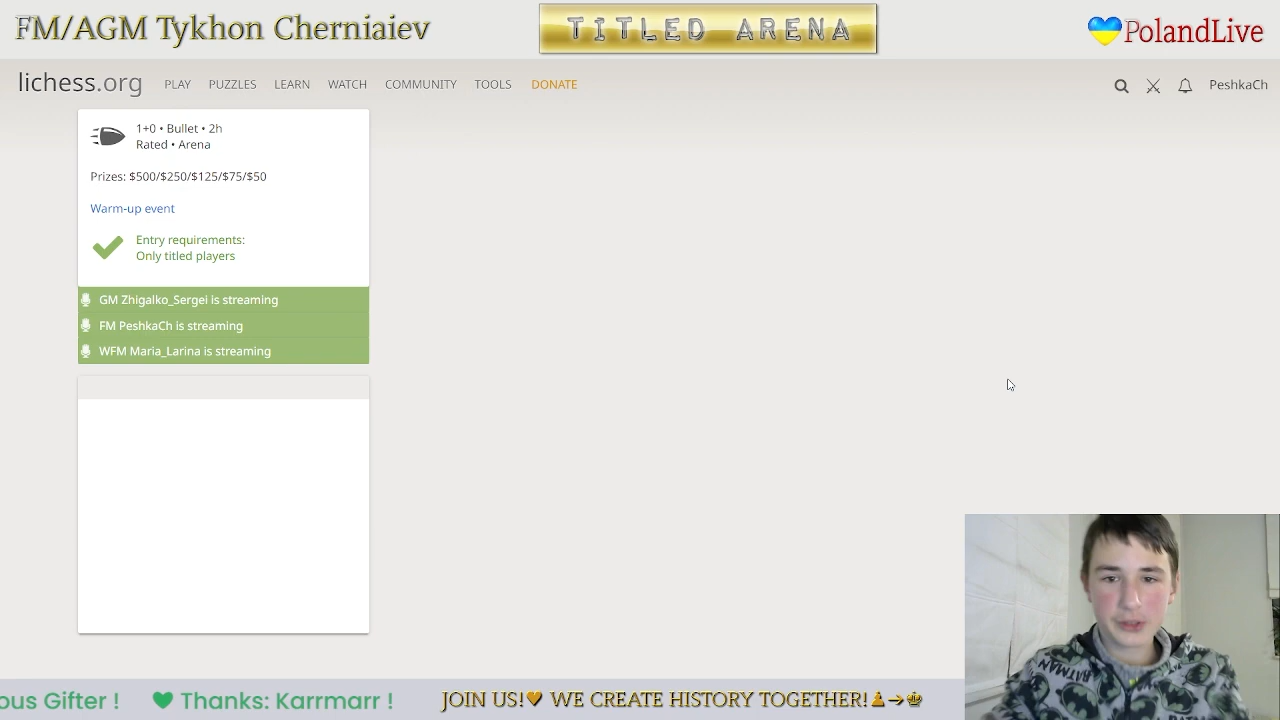 FM/AGM Tykhon Cherniaiev
TITLED ARENA
PolandLive
lichess.org PLAY PUZZLES LEARN WATCH COMMUNITY TOOLS DONATE PeshkaCh
1+0 • Bullet • 2h
Rated • Arena
Prizes: $500/$250/$125/$75/$50
Warm-up event
Entry requirements:
Only titled players
GM Zhigalko_Sergei is streaming
FM PeshkaCh is streaming
WFM Maria_Larina is streaming
BATMAN
ous Gifter ! 💚 Thanks: Karrmarr ! JOIN US!🧡 WE CREATE HISTORY TOGETHER!♟→♚